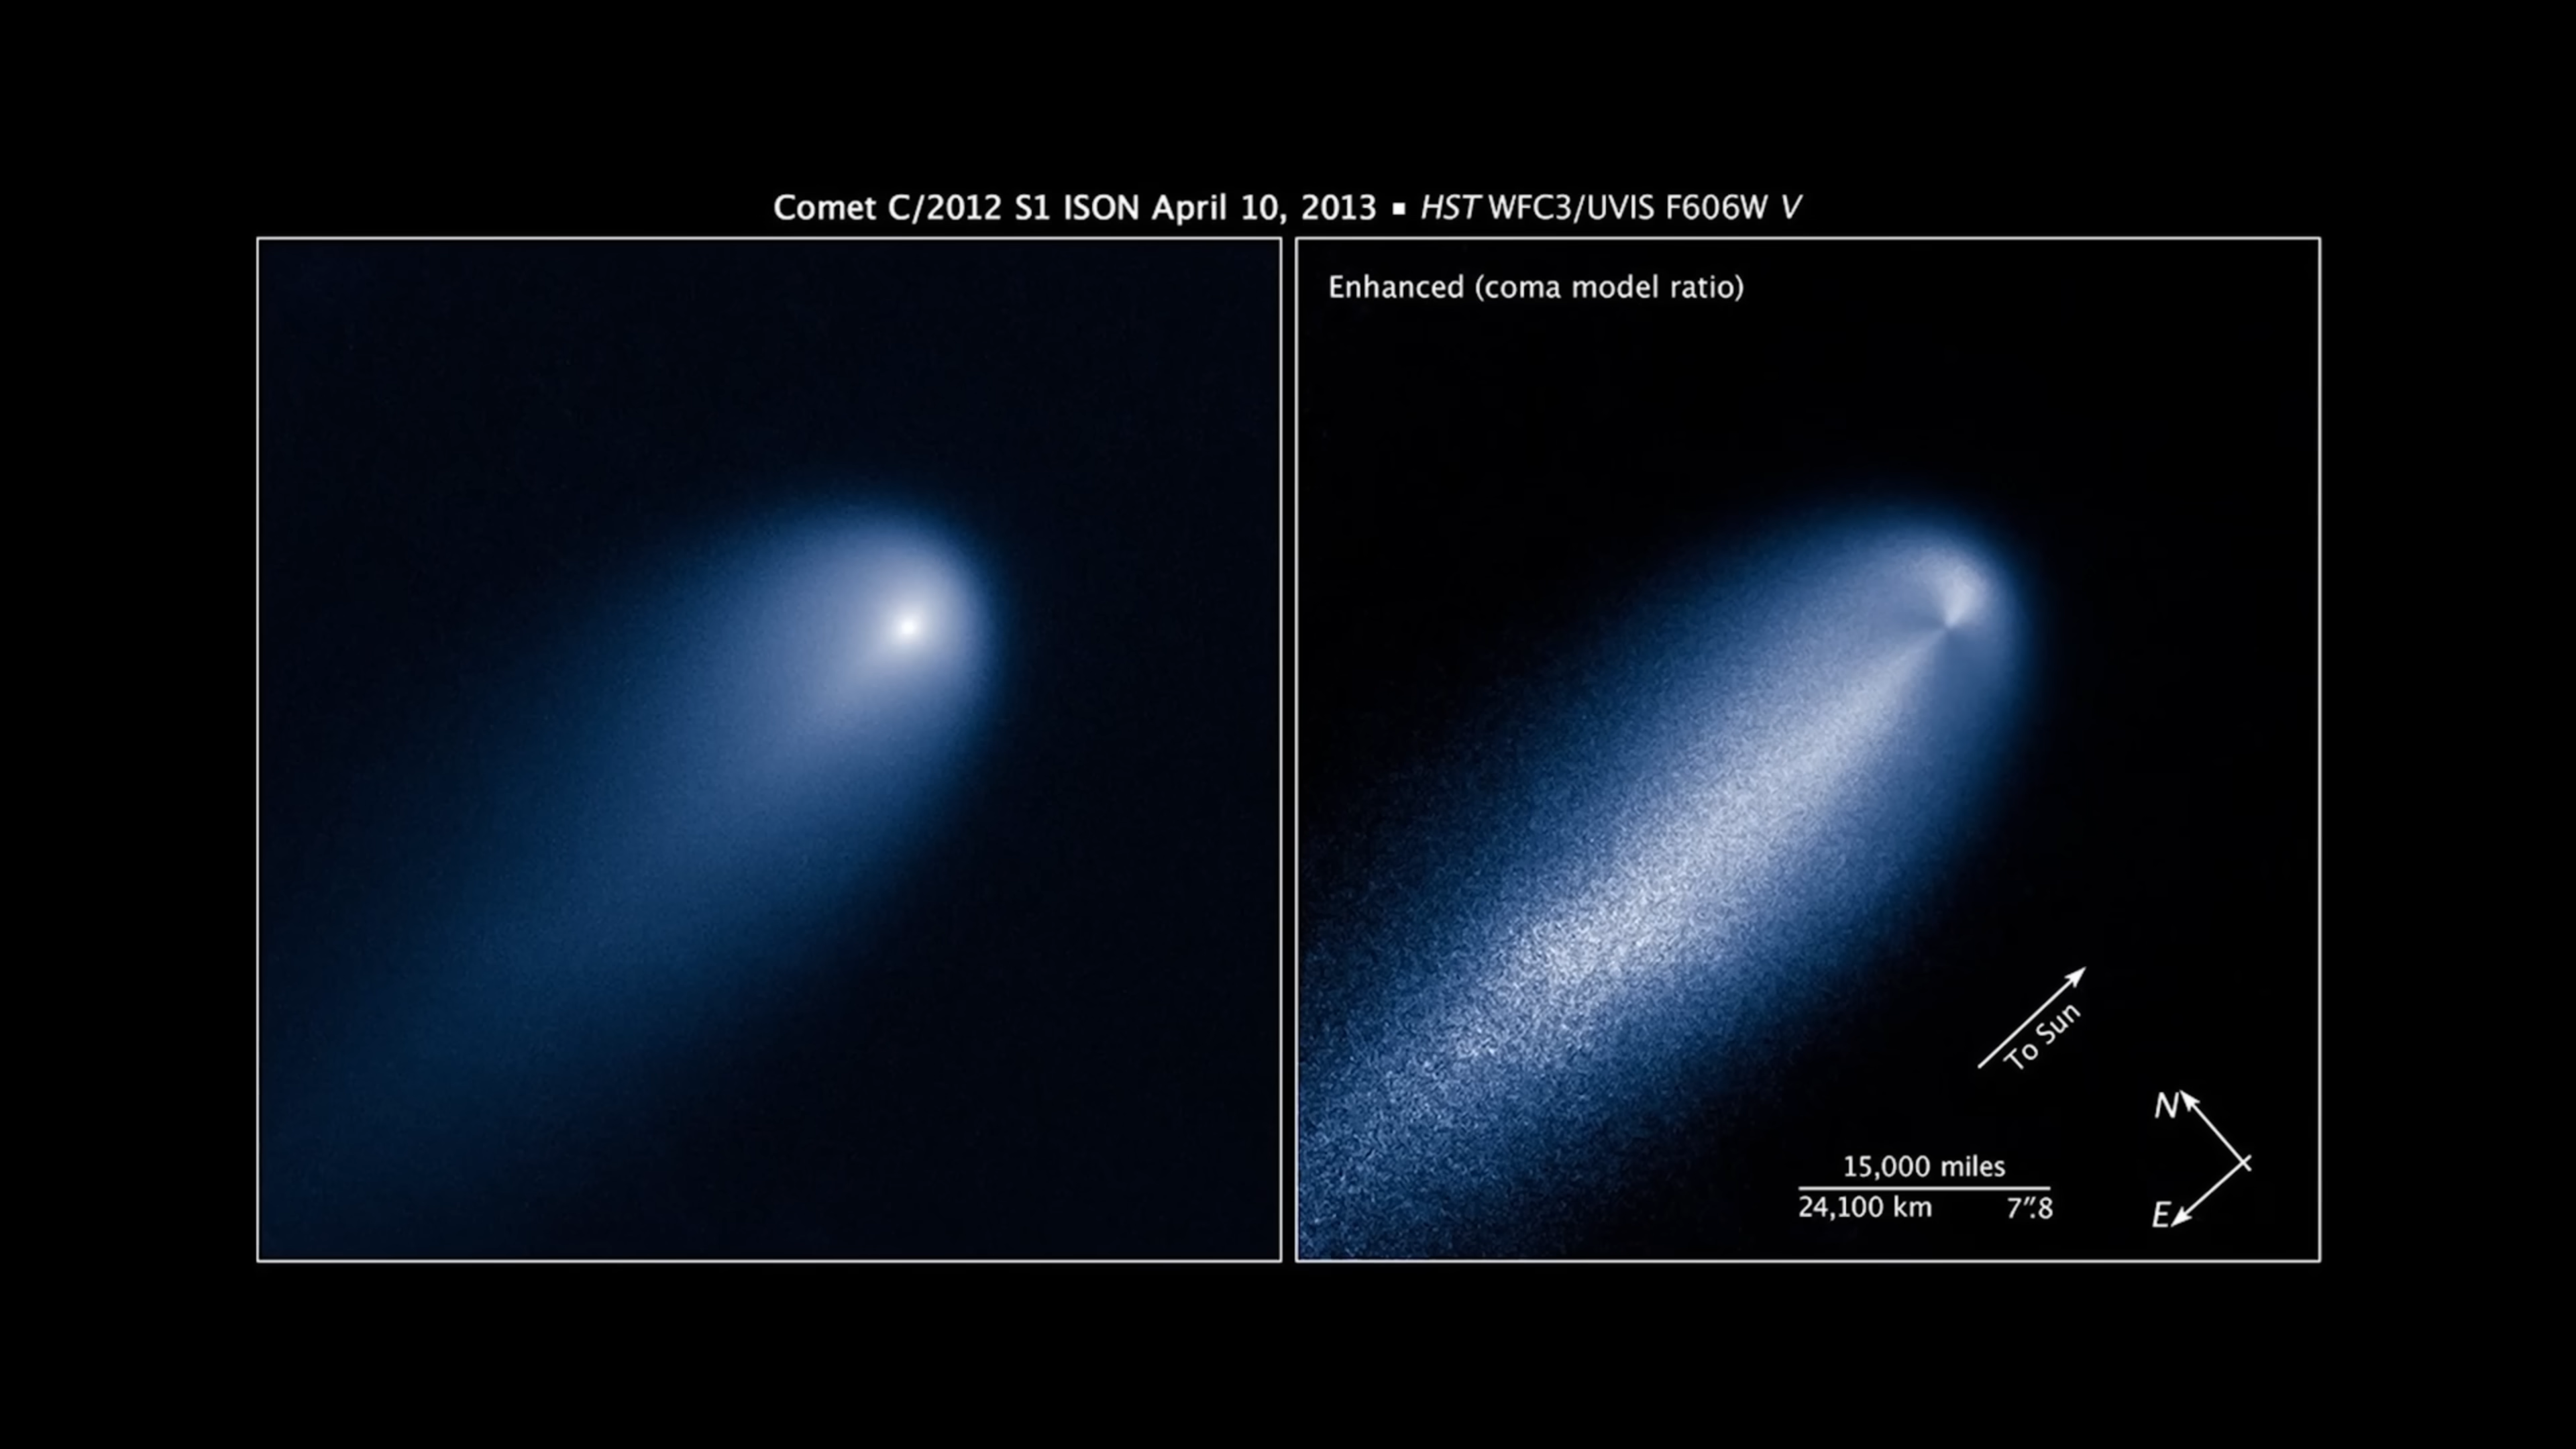 Comet C/2012 S1 ISON April 10, 2013 ▪ HST WFC3/UVIS F606W V
Enhanced (coma model ratio)
To Sun
N
15,000 miles
24,100 km 7″.8
E